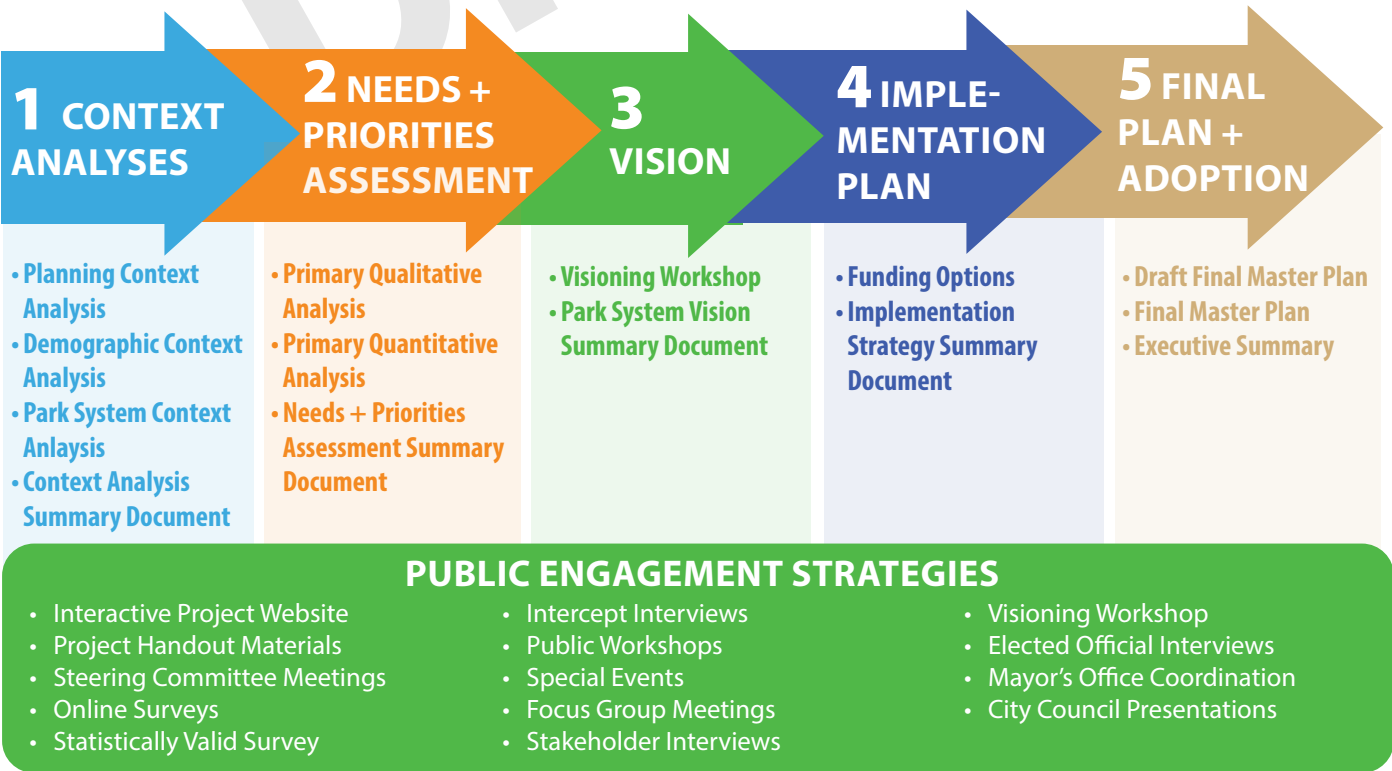 1 CONTEXT
ANALYSES
2 NEEDS +
PRIORITIES
ASSESSMENT
3
VISION
4 IMPLE-
MENTATION
PLAN
5 FINAL
PLAN +
ADOPTION
• Planning Context
Analysis
• Demographic Context
Analysis
• Park System Context
Anlaysis
• Context Analysis
Summary Document
• Primary Qualitative
Analysis
• Primary Quantitative
Analysis
• Needs + Priorities
Assessment Summary
Document
• Visioning Workshop
• Park System Vision
Summary Document
• Funding Options
• Implementation
Strategy Summary
Document
• Draft Final Master Plan
• Final Master Plan
• Executive Summary
PUBLIC ENGAGEMENT STRATEGIES
• Interactive Project Website
• Project Handout Materials
• Steering Committee Meetings
• Online Surveys
• Statistically Valid Survey
• Intercept Interviews
• Public Workshops
• Special Events
• Focus Group Meetings
• Stakeholder Interviews
• Visioning Workshop
• Elected Official Interviews
• Mayor's Office Coordination
• City Council Presentations